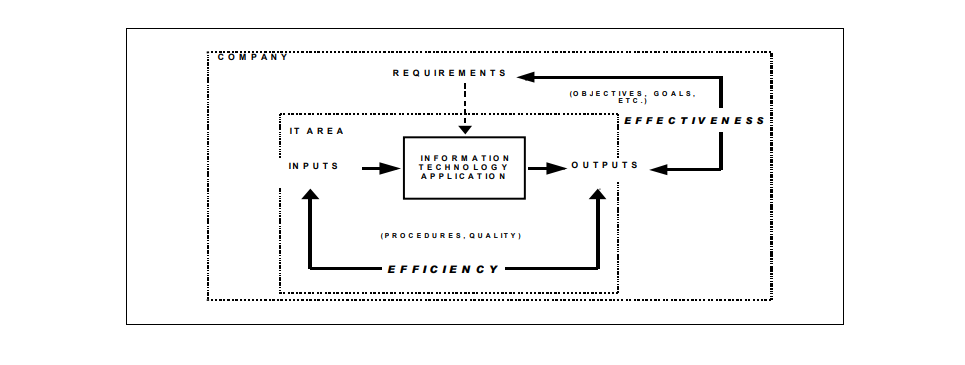 COMPANY
REQUIREMENTS
(OBJECTIVES, GOALS,
ETC.)
EFFECTIVENESS
IT AREA
INPUTS
INFORMATION
TECHNOLOGY
APPLICATION
OUTPUTS
(PROCEDURES, QUALITY)
EFFICIENCY